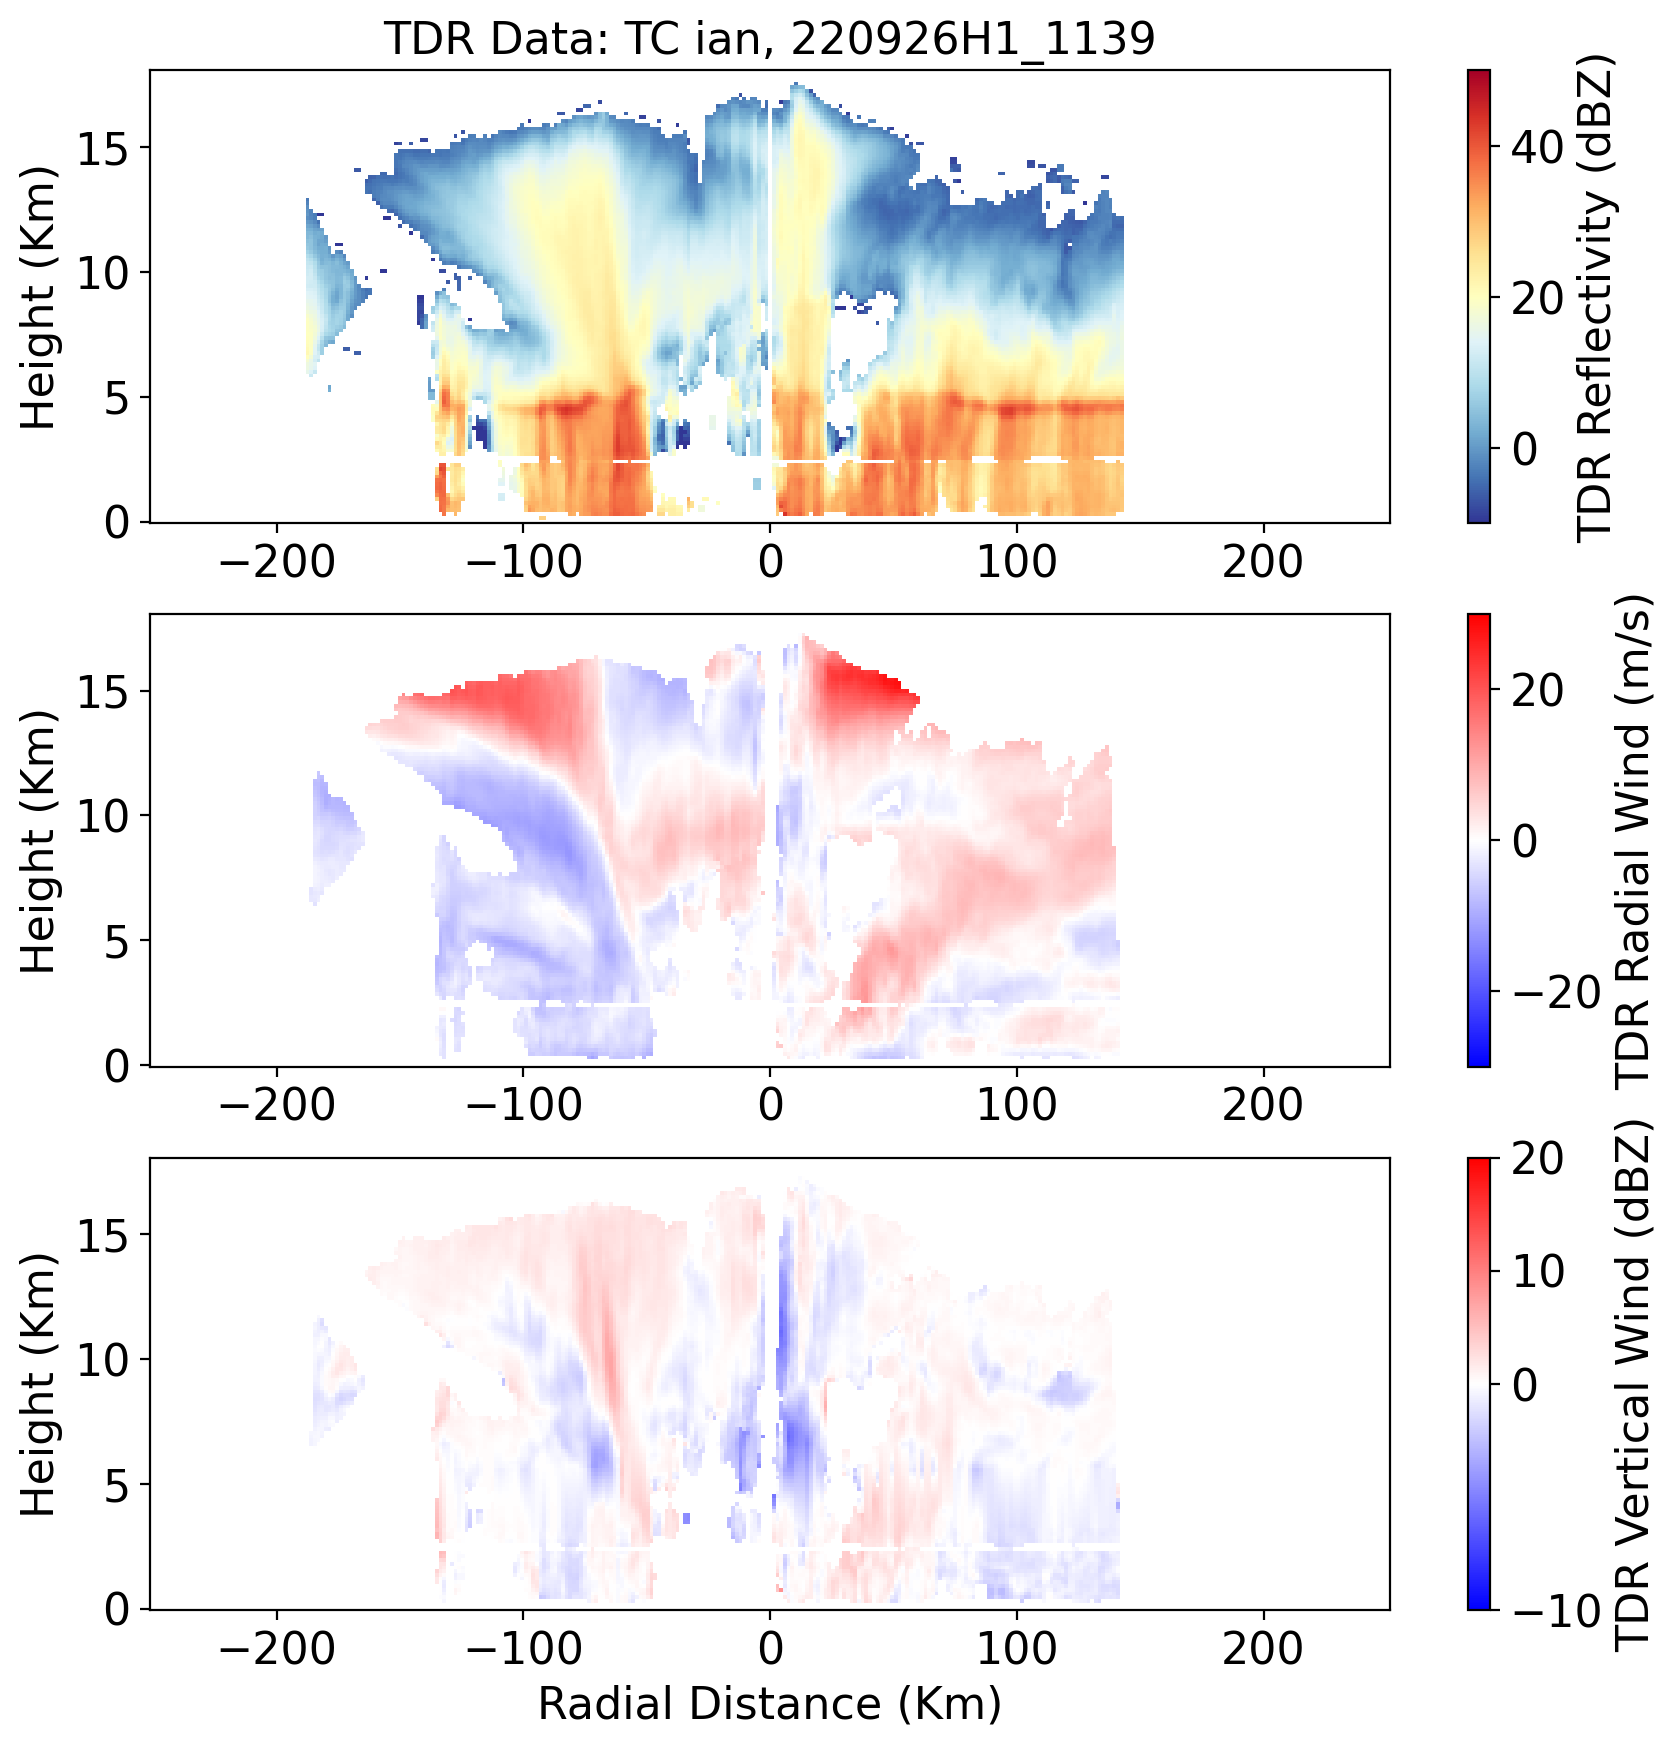 TDR Data: TC ian, 220926H1_1139
Height (Km)
15
10
5
0
−200 −100 0 100 200
40
20
0
TDR Reflectivity (dBZ)
Height (Km)
15
10
5
0
−200 −100 0 100 200
20
0
−20
TDR Radial Wind (m/s)
Height (Km)
15
10
5
0
−200 −100 0 100 200
Radial Distance (Km)
20
10
0
−10
TDR Vertical Wind (dBZ)